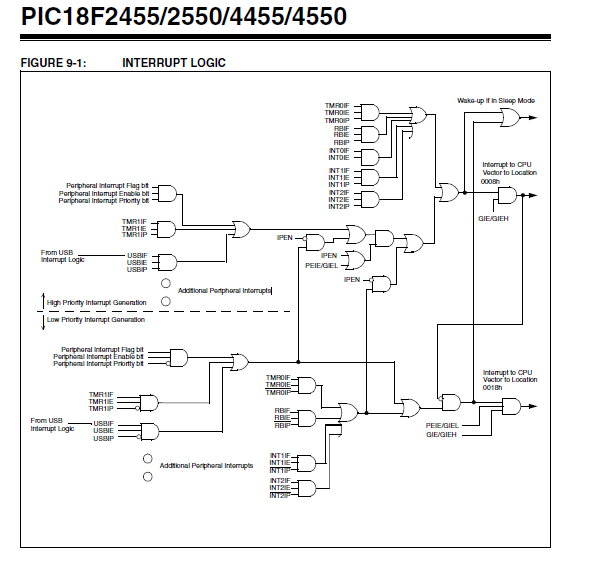 PIC18F2455/2550/4455/4550
FIGURE 9-1: INTERRUPT LOGIC
TMR0IF
TMR0IE
TMR0IP
RBIF
RBIE
RBIP
INT0IF
INT0IE
INT1IF
INT1IE
INT1IP
INT2IF
INT2IE
INT2IP
Wake-up if in Sleep Mode
Interrupt to CPU
Vector to Location
0008h
GIE/GIEH
Peripheral Interrupt Flag bit
Peripheral Interrupt Enable bit
Peripheral Interrupt Priority bit
TMR1IF
TMR1IE
TMR1IP
From USB
Interrupt Logic
USBIF
USBIE
USBIP
Additional Peripheral Interrupts
IPEN
IPEN
PEIE/GIEL
IPEN
High Priority Interrupt Generation
Low Priority Interrupt Generation
Peripheral Interrupt Flag bit
Peripheral Interrupt Enable bit
Peripheral Interrupt Priority bit
TMR1IF
TMR1IE
TMR1IP
From USB
Interrupt Logic
USBIF
USBIE
USBIP
Additional Peripheral Interrupts
TMR0IF
TMR0IE
TMR0IP
RBIF
RBIE
RBIP
INT1IF
INT1IE
INT1IP
INT2IF
INT2IE
INT2IP
Interrupt to CPU
Vector to Location
0018h
PEIE/GIEL
GIE/GIEH